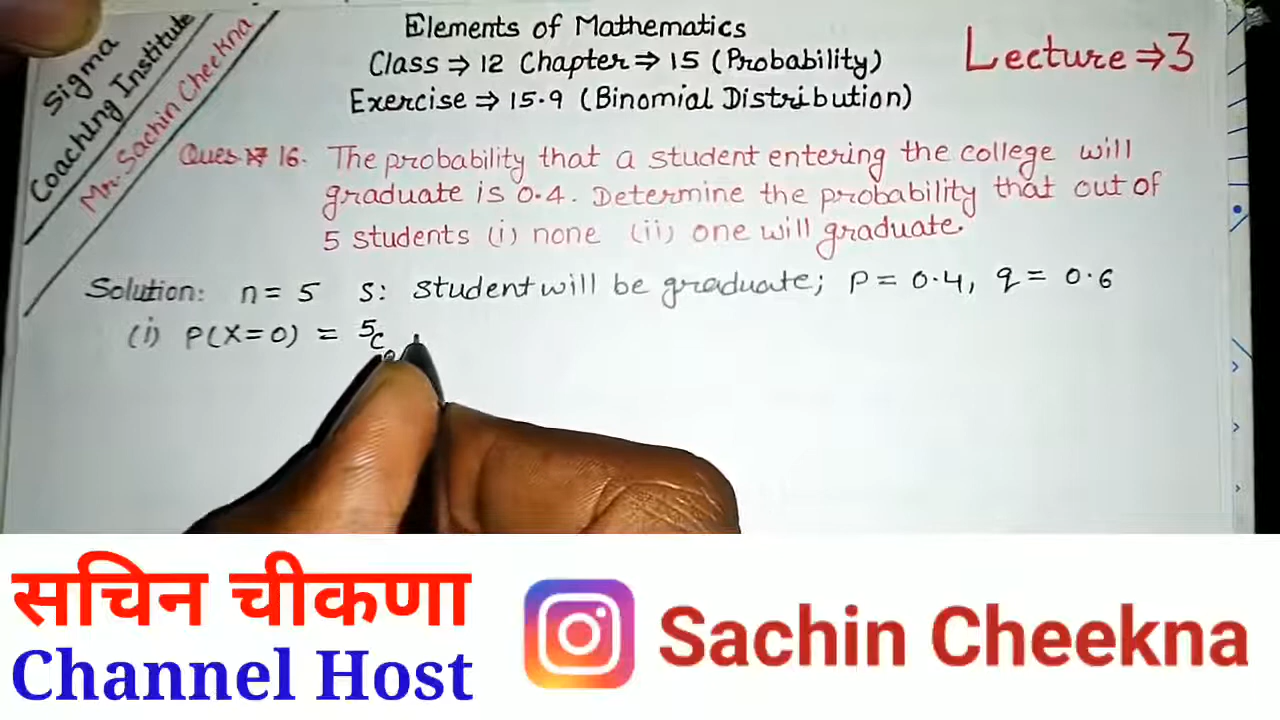 Sigma
Coaching Institute
Mr. Sachin Cheekna
Elements of Mathematics
Class ⇒ 12 Chapter ⇒ 15 (Probability)
Exercise ⇒ 15.9 (Binomial Distribution)
Lecture ⇒ 3
Ques 16. The probability that a student entering the college will
graduate is 0.4. Determine the probability that out of
5 students (i) none (ii) one will graduate.
Solution: n = 5 S: student will be graduate; P = 0.4, q = 0.6
(i) P(X=0) = ⁵C₀
सचिन चीकणा
Channel Host
Sachin Cheekna